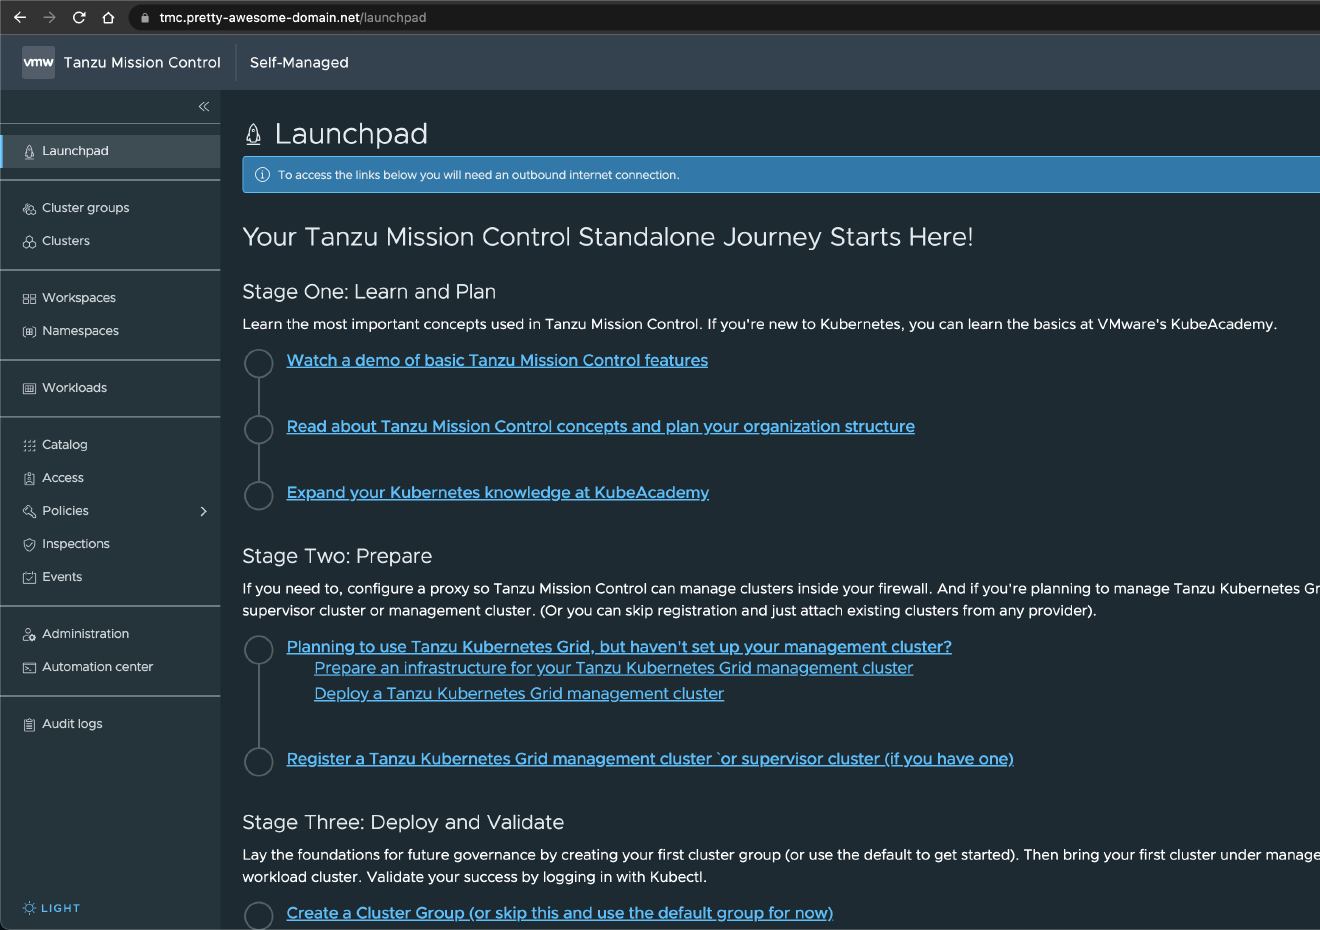 tmc.pretty-awesome-domain.net/launchpad
vmw Tanzu Mission Control Self-Managed
Launchpad
Cluster groups
Clusters
Workspaces
Namespaces
Workloads
Catalog
Access
Policies
Inspections
Events
Administration
Automation center
Audit logs
LIGHT
Launchpad
To access the links below you will need an outbound internet connection.
Your Tanzu Mission Control Standalone Journey Starts Here!
Stage One: Learn and Plan
Learn the most important concepts used in Tanzu Mission Control. If you're new to Kubernetes, you can learn the basics at VMware's KubeAcademy.
Watch a demo of basic Tanzu Mission Control features
Read about Tanzu Mission Control concepts and plan your organization structure
Expand your Kubernetes knowledge at KubeAcademy
Stage Two: Prepare
If you need to, configure a proxy so Tanzu Mission Control can manage clusters inside your firewall. And if you're planning to manage Tanzu Kubernetes Gr
supervisor cluster or management cluster. (Or you can skip registration and just attach existing clusters from any provider).
Planning to use Tanzu Kubernetes Grid, but haven't set up your management cluster?
Prepare an infrastructure for your Tanzu Kubernetes Grid management cluster
Deploy a Tanzu Kubernetes Grid management cluster
Register a Tanzu Kubernetes Grid management cluster `or supervisor cluster (if you have one)
Stage Three: Deploy and Validate
Lay the foundations for future governance by creating your first cluster group (or use the default to get started). Then bring your first cluster under manage
workload cluster. Validate your success by logging in with Kubectl.
Create a Cluster Group (or skip this and use the default group for now)